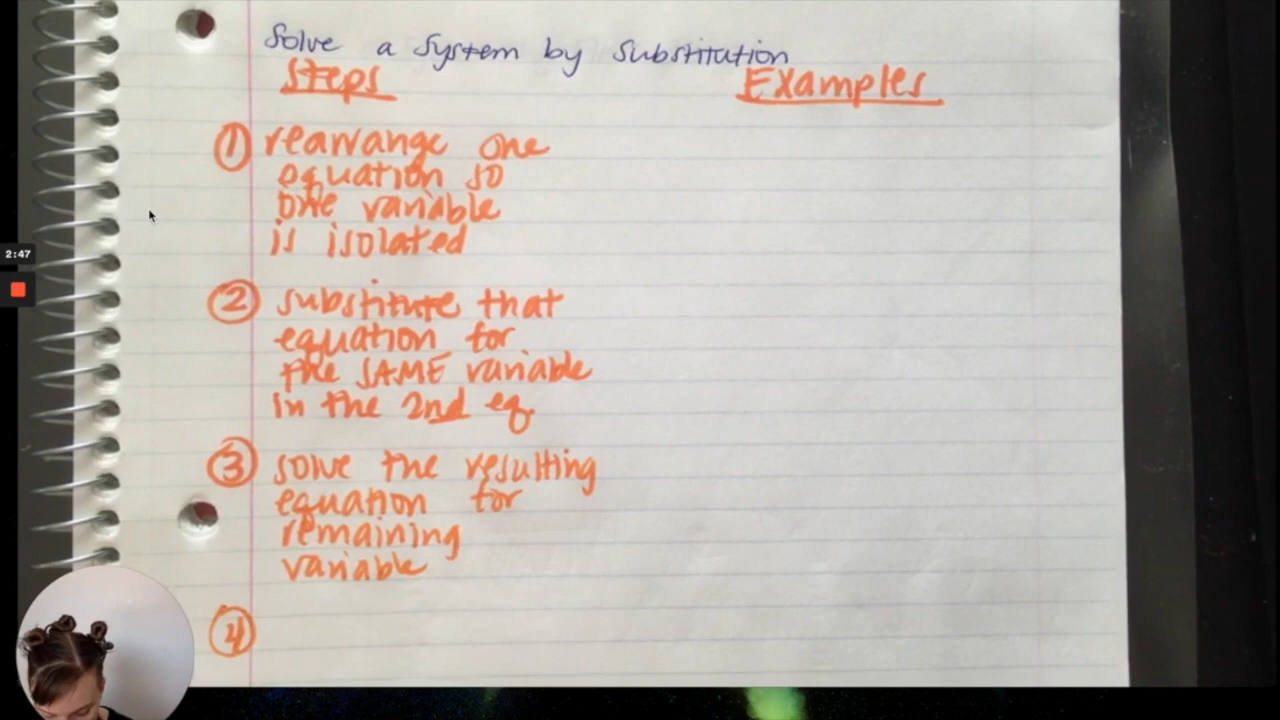 Solve a System by Substitution
Steps
Examples
① rearrange one
equation so
one variable
is isolated
② substitute that
equation for
the SAME variable
in the 2nd eq.
③ solve the resulting
equation for
remaining
variable
④
2:47